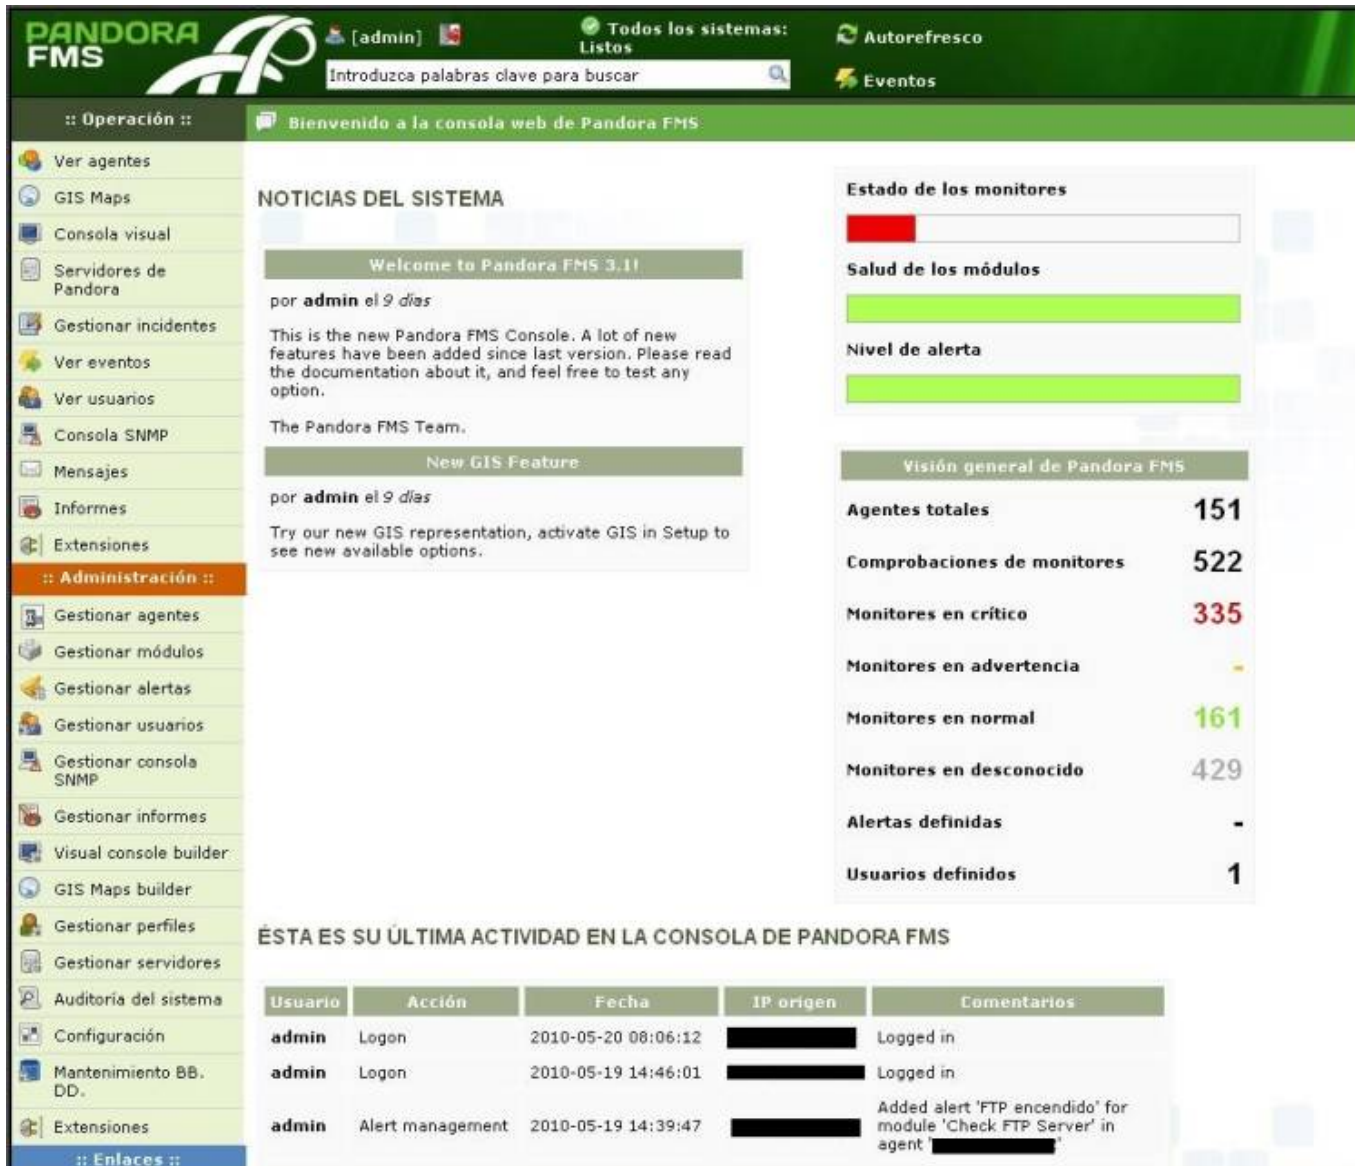 PANDORA
FMS
[admin]
Todos los sistemas:
Listos
Autorefresco
Introduzca palabras clave para buscar
Eventos
:: Operación ::
Bienvenido a la consola web de Pandora FMS
Ver agentes
GIS Maps
Consola visual
Servidores de
Pandora
Gestionar incidentes
Ver eventos
Ver usuarios
Consola SNMP
Mensajes
Informes
Extensiones
:: Administración ::
Gestionar agentes
Gestionar módulos
Gestionar alertas
Gestionar usuarios
Gestionar consola
SNMP
Gestionar informes
Visual console builder
GIS Maps builder
Gestionar perfiles
Gestionar servidores
Auditoría del sistema
Configuración
Mantenimiento BB.
DD.
Extensiones
:: Enlaces ::
NOTICIAS DEL SISTEMA
Welcome to Pandora FMS 3.1!
por admin el 9 días
This is the new Pandora FMS Console. A lot of new
features have been added since last version. Please read
the documentation about it, and feel free to test any
option.
The Pandora FMS Team.
New GIS Feature
por admin el 9 días
Try our new GIS representation, activate GIS in Setup to
see new available options.
Estado de los monitores
Salud de los módulos
Nivel de alerta
Visión general de Pandora FMS
Agentes totales 151
Comprobaciones de monitores 522
Monitores en crítico 335
Monitores en advertencia -
Monitores en normal 161
Monitores en desconocido 429
Alertas definidas -
Usuarios definidos 1
ÉSTA ES SU ÚLTIMA ACTIVIDAD EN LA CONSOLA DE PANDORA FMS
Usuario Acción Fecha IP origen Comentarios
admin Logon 2010-05-20 08:06:12 Logged in
admin Logon 2010-05-19 14:46:01 Logged in
admin Alert management 2010-05-19 14:39:47 Added alert 'FTP encendido' for
module 'Check FTP Server' in
agent ' '